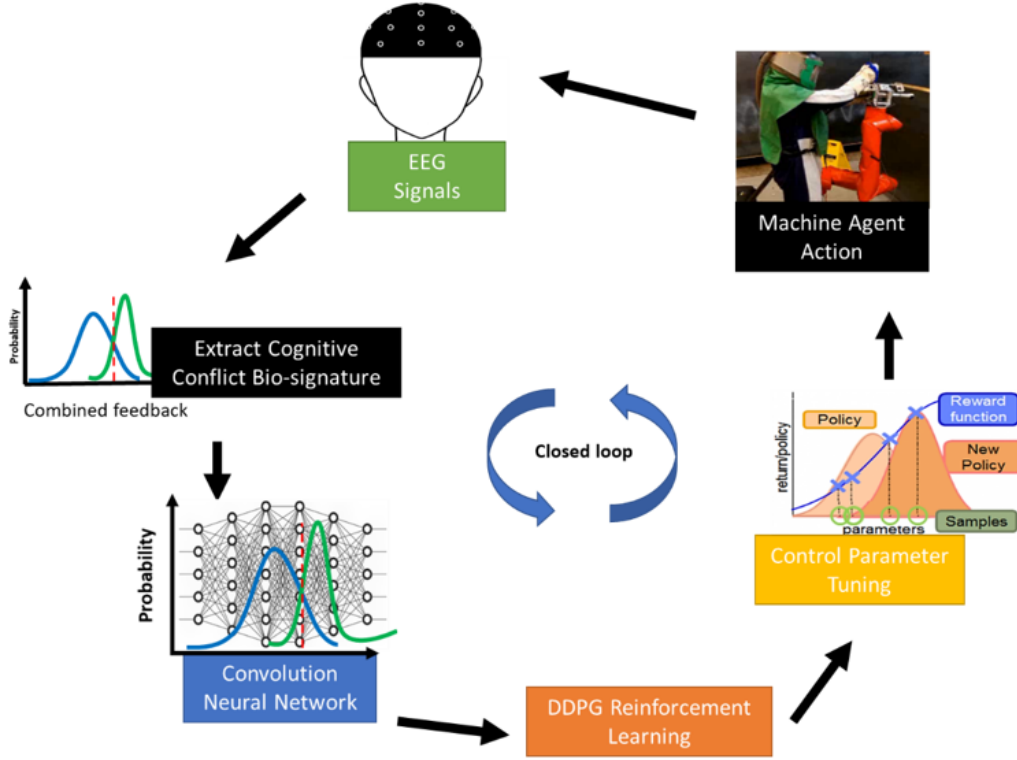 EEG
Signals
Machine Agent
Action
Probability
Extract Cognitive
Conflict Bio-signature
Combined feedback
Closed loop
return/policy
Policy
Reward
function
New
Policy
Samples
parameters
Control Parameter
Tuning
Probability
Convolution
Neural Network
DDPG Reinforcement
Learning